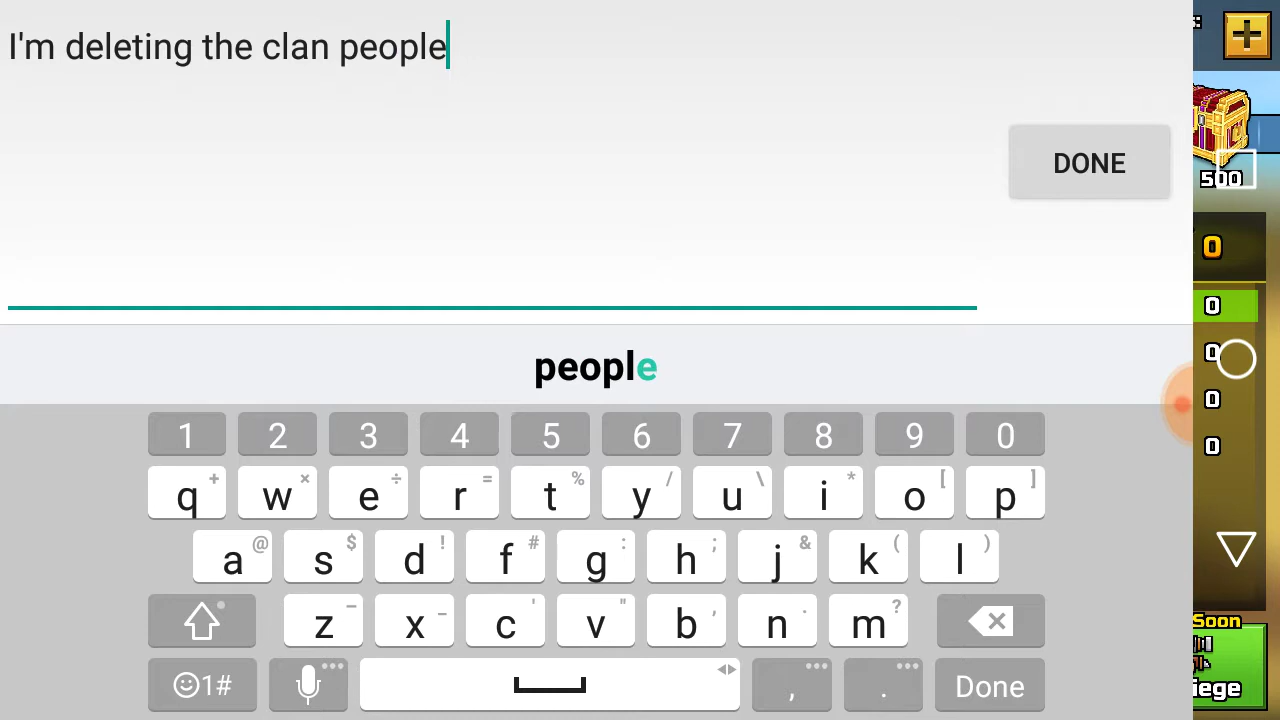 I'm deleting the clan people
DONE
500
0
0
0
0
0
people
1 2 3 4 5 6 7 8 9 0
q + w × e ÷ r = t % y / u \ i * o [ p ]
a @ s $ d ! f # g : h ; j & k ( l )
z – x _ c ' v " b , n . m ?
1# , . Done
Soon
iege